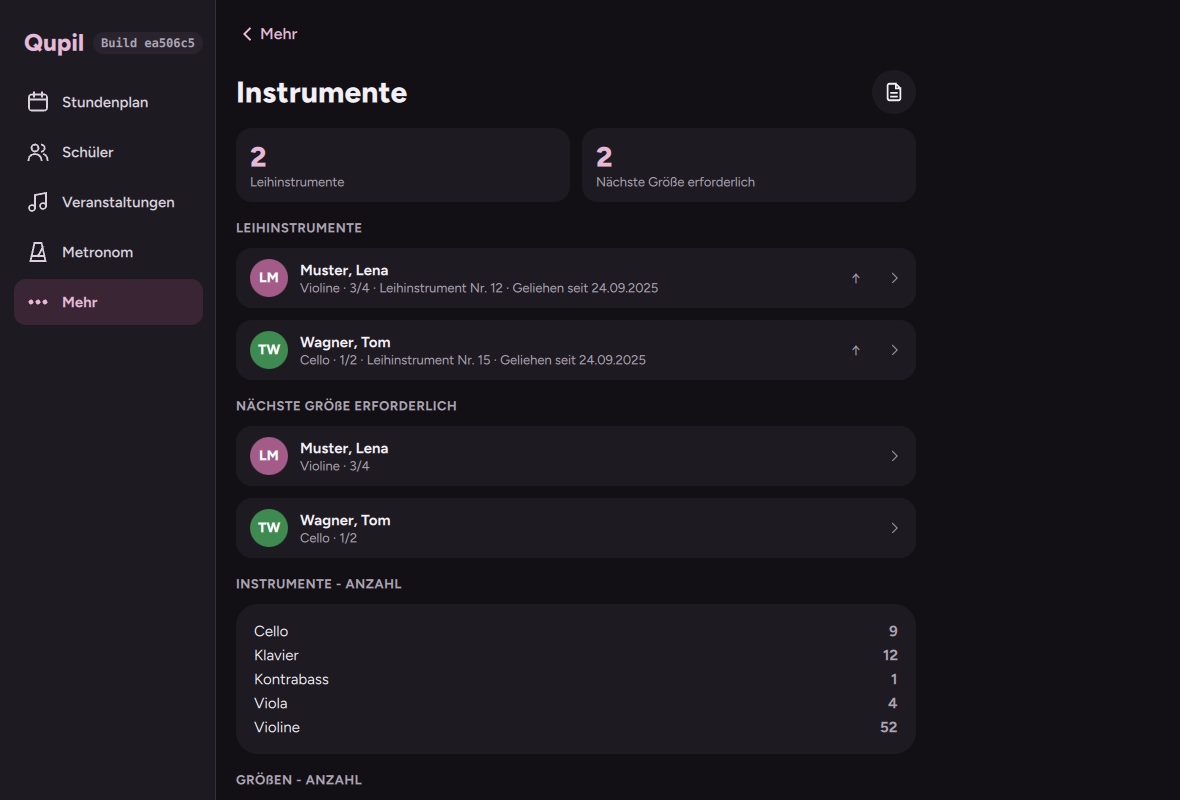 Qupil Build ea506c5
Stundenplan
Schüler
Veranstaltungen
Metronom
Mehr
Mehr
Instrumente
2
Leihinstrumente
2
Nächste Größe erforderlich
LEIHINSTRUMENTE
LM
Muster, Lena
Violine · 3/4 · Leihinstrument Nr. 12 · Geliehen seit 24.09.2025
TW
Wagner, Tom
Cello · 1/2 · Leihinstrument Nr. 15 · Geliehen seit 24.09.2025
NÄCHSTE GRÖßE ERFORDERLICH
LM
Muster, Lena
Violine · 3/4
TW
Wagner, Tom
Cello · 1/2
INSTRUMENTE - ANZAHL
Cello 9
Klavier 12
Kontrabass 1
Viola 4
Violine 52
GRÖßEN - ANZAHL